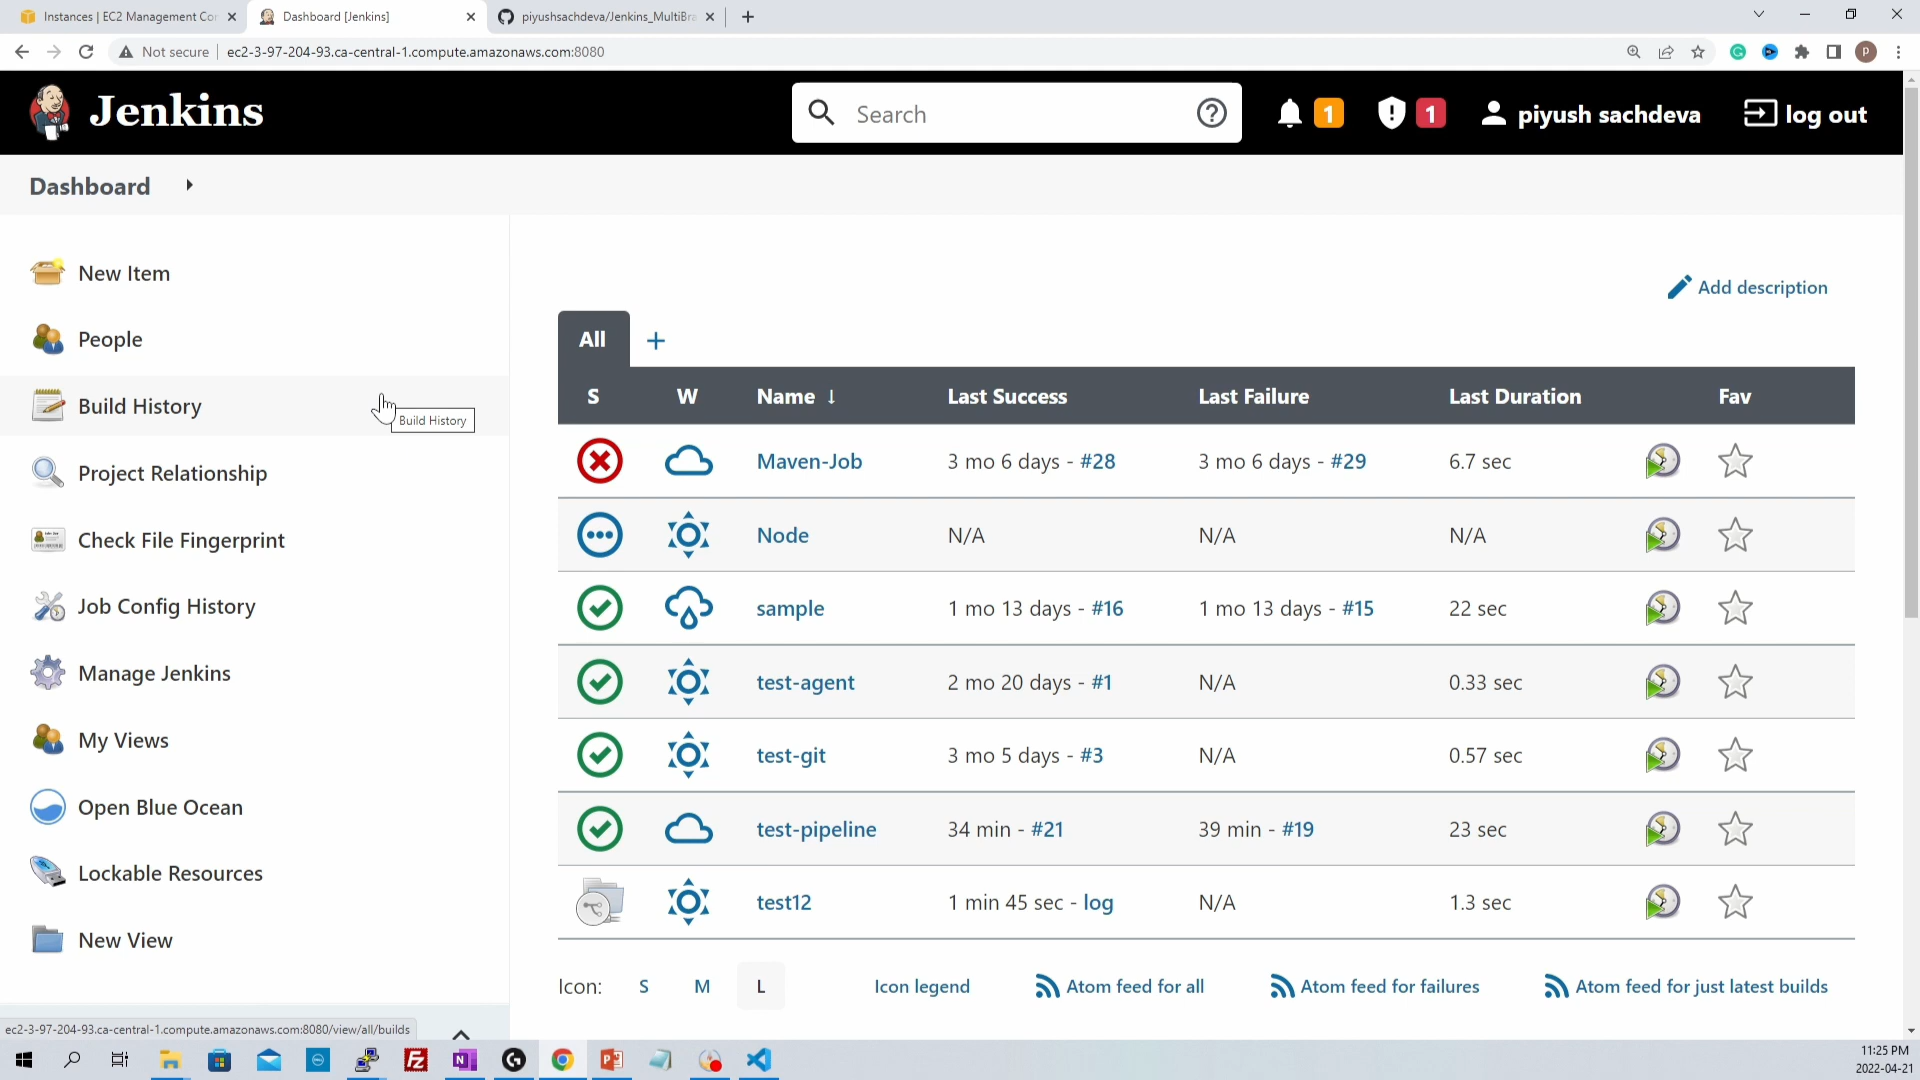 Instances | EC2 Management Co
Dashboard [Jenkins]
piyushsachdeva/Jenkins_MultiBra
Not secure
ec2-3-97-204-93.ca-central-1.compute.amazonaws.com:8080
P
Jenkins
Search
1
1
piyush sachdeva
log out
Dashboard
New Item
People
Build History
Build History
Project Relationship
Check File Fingerprint
Job Config History
Manage Jenkins
My Views
Open Blue Ocean
Lockable Resources
New View
Add description
All +
S W Name ↓ Last Success Last Failure Last Duration Fav
Maven-Job 3 mo 6 days - #28 3 mo 6 days - #29 6.7 sec
Node N/A N/A N/A
sample 1 mo 13 days - #16 1 mo 13 days - #15 22 sec
test-agent 2 mo 20 days - #1 N/A 0.33 sec
test-git 3 mo 5 days - #3 N/A 0.57 sec
test-pipeline 34 min - #21 39 min - #19 23 sec
test12 1 min 45 sec - log N/A 1.3 sec
Icon: S M L Icon legend Atom feed for all Atom feed for failures Atom feed for just latest builds
ec2-3-97-204-93.ca-central-1.compute.amazonaws.com:8080/view/all/builds
11:25 PM
2022-04-21